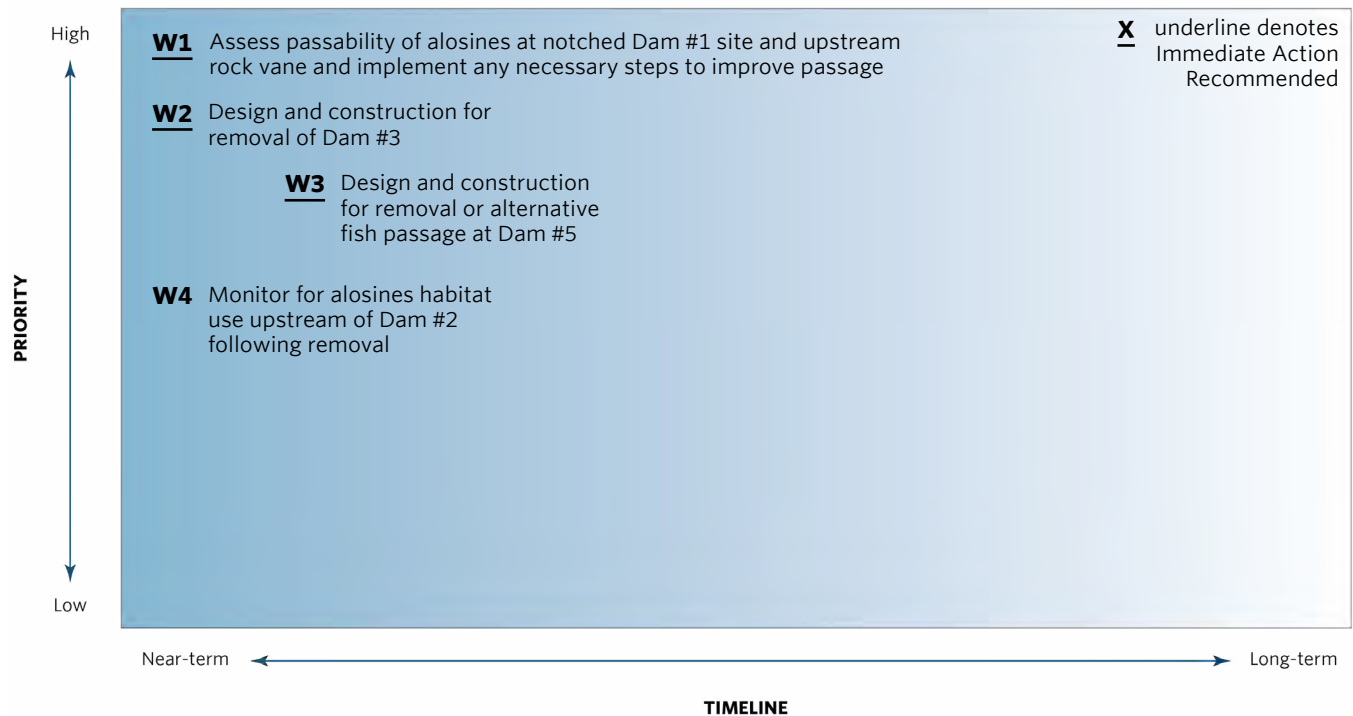 High
W1 Assess passability of alosines at notched Dam #1 site and upstream
rock vane and implement any necessary steps to improve passage
X underline denotes
Immediate Action
Recommended
W2 Design and construction for
removal of Dam #3
W3 Design and construction
for removal or alternative
fish passage at Dam #5
W4 Monitor for alosines habitat
use upstream of Dam #2
following removal
PRIORITY
Low
Near-term
Long-term
TIMELINE